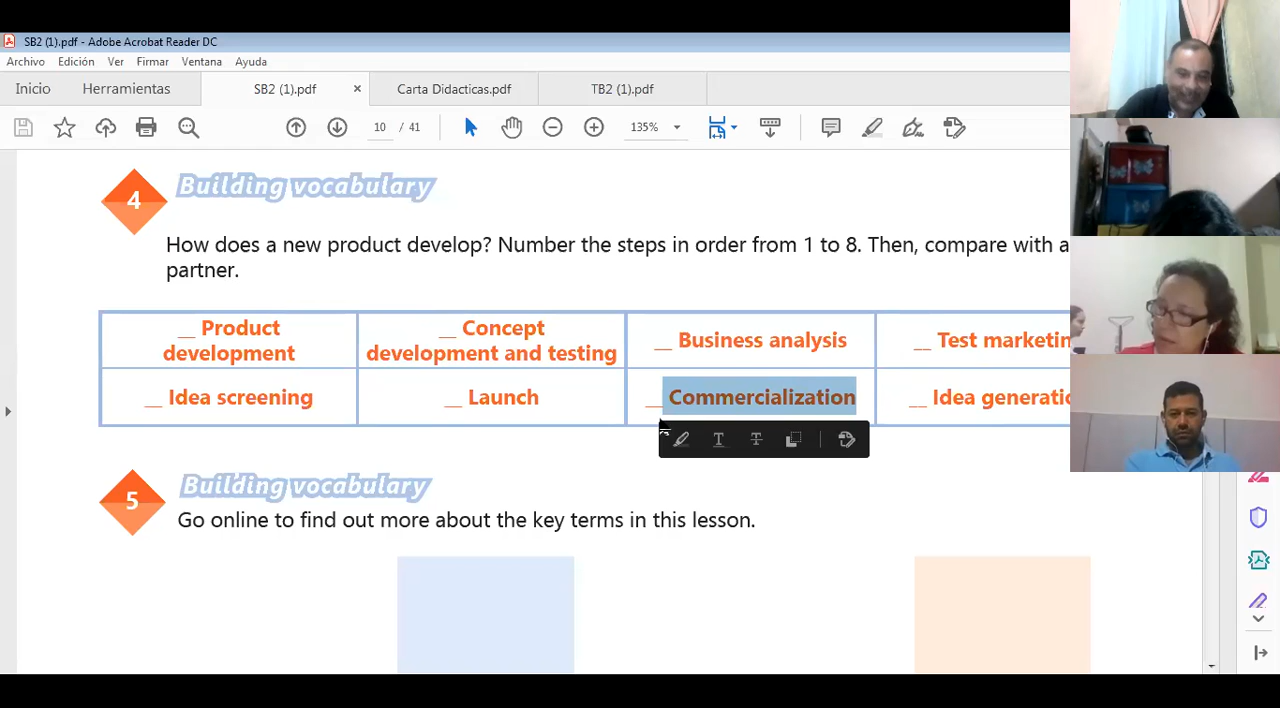 SB2 (1).pdf - Adobe Acrobat Reader DC
Archivo Edición Ver Firmar Ventana Ayuda
Inicio Herramientas SB2 (1).pdf × Carta Didacticas.pdf TB2 (1).pdf
10 / 41 135%
4 Building vocabulary
How does a new product develop? Number the steps in order from 1 to 8. Then, compare with a
partner.
__ Product development __ Concept development and testing __ Business analysis __ Test marketin
__ Idea screening __ Launch __ Commercialization __ Idea generatio
5 Building vocabulary
Go online to find out more about the key terms in this lesson.